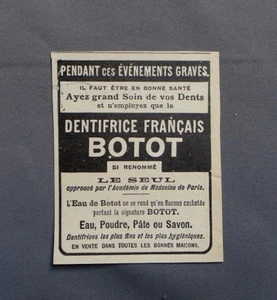 PENDANT CES ÉVÉNEMENTS GRAVES,
IL FAUT ÊTRE EN BONNE SANTÉ
Ayez grand Soin de vos Dents
et n'employez que le
DENTIFRICE FRANÇAIS
BOTOT
SI RENOMMÉ
LE SEUL
approuvé par l'Académie de Médecine de Paris.
L'Eau de Botot ne se vend qu'en flacons cachetés
portant la signature BOTOT.
Eau, Poudre, Pâte ou Savon.
Dentifrices les plus fins et les plus hygiéniques.
EN VENTE DANS TOUTES LES BONNES MAISONS.